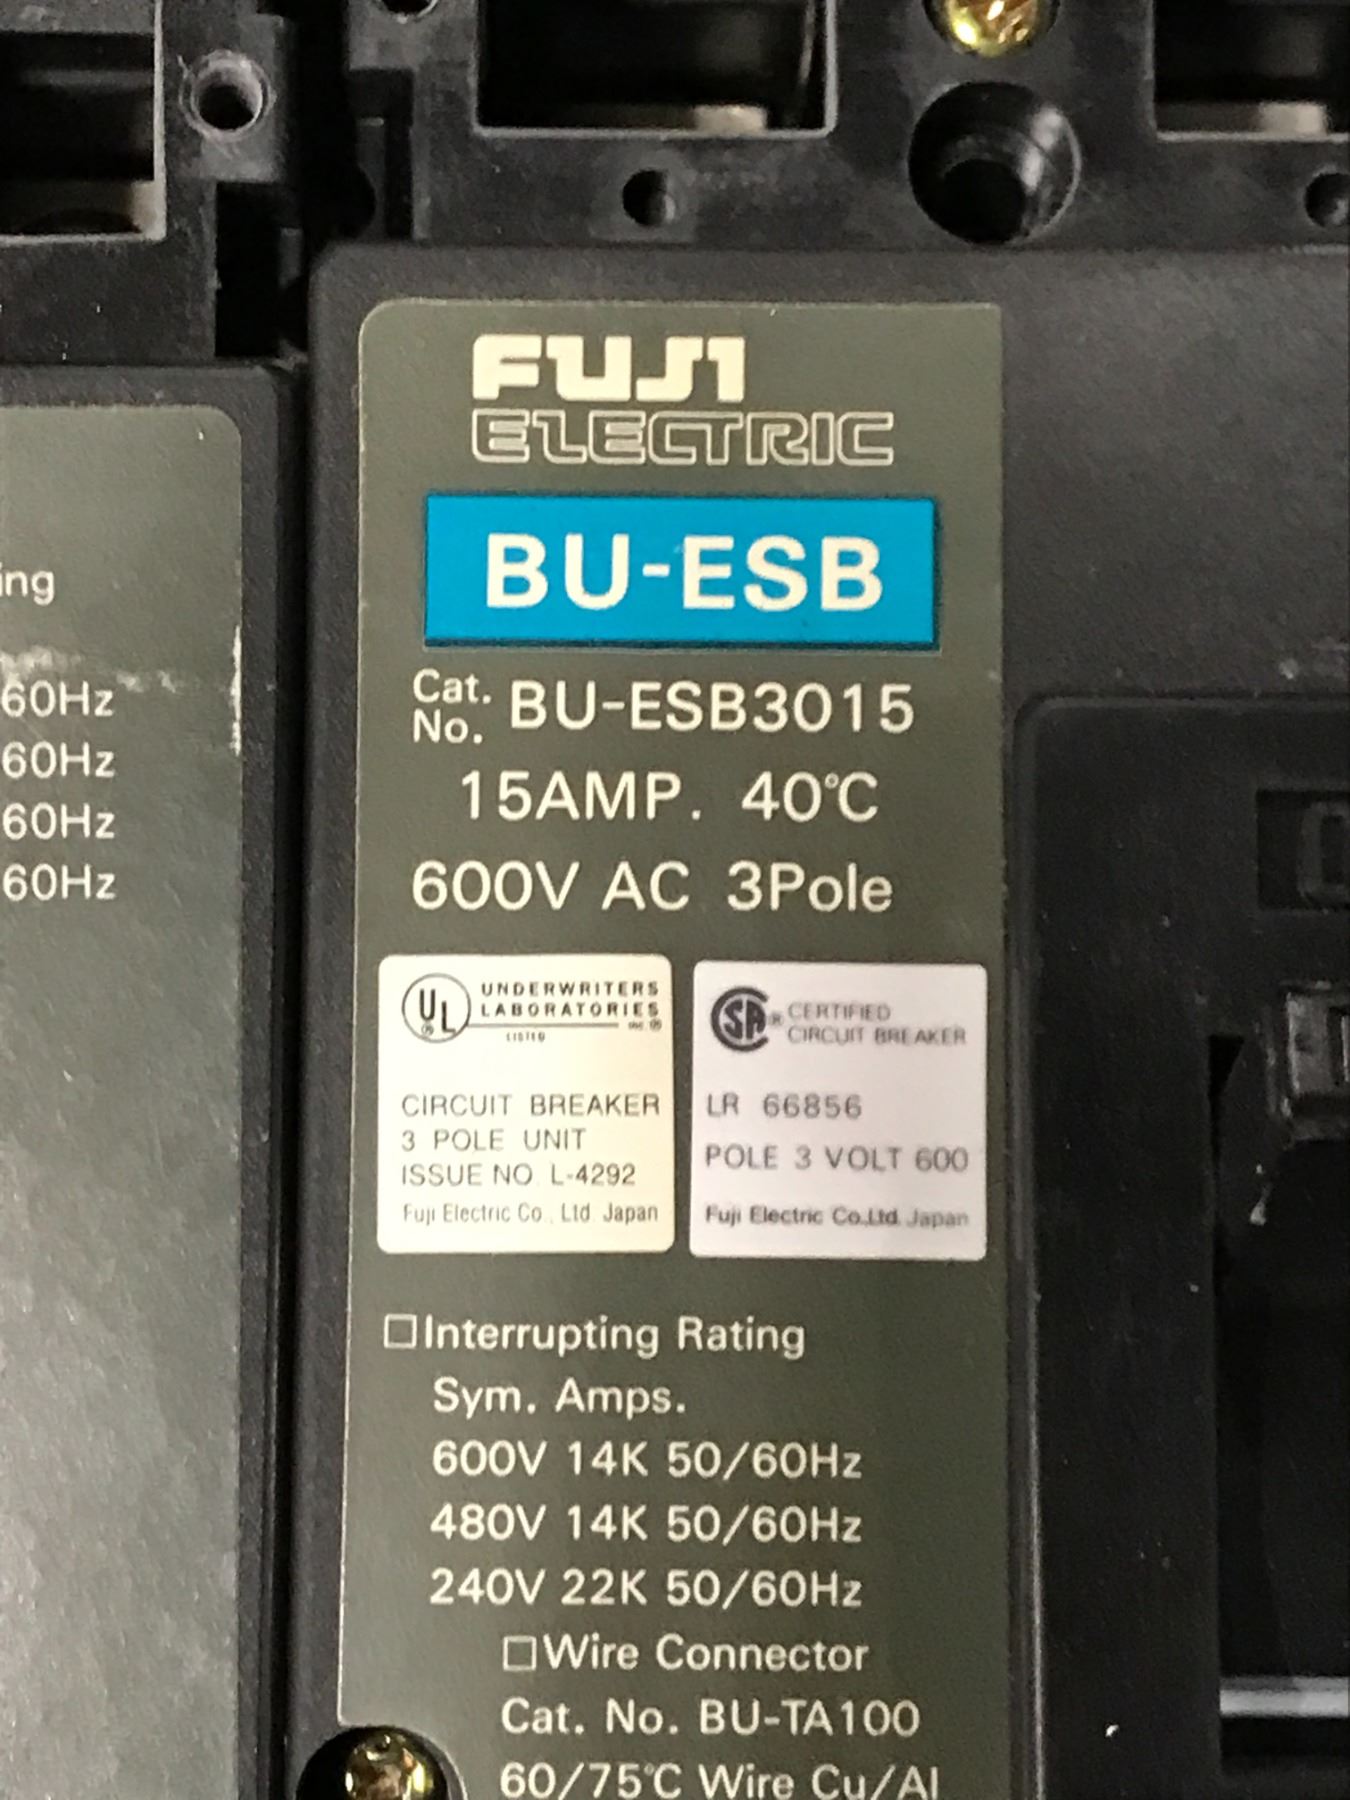 FUJI
ELECTRIC
BU-ESB
Cat. No. BU-ESB3015
15AMP. 40°C
600V AC 3Pole
UL ® UNDERWRITERS
LABORATORIES
INC.®
LISTED
CIRCUIT BREAKER
3 POLE UNIT
ISSUE NO. L-4292
Fuji Electric Co., Ltd. Japan
SA® CERTIFIED
CIRCUIT BREAKER
LR 66856
POLE 3 VOLT 600
Fuji Electric Co.,Ltd. Japan
□Interrupting Rating
Sym. Amps.
600V 14K 50/60Hz
480V 14K 50/60Hz
240V 22K 50/60Hz
□Wire Connector
Cat. No. BU-TA100
60/75°C Wire Cu/Al
ing
60Hz
60Hz
60Hz
60Hz